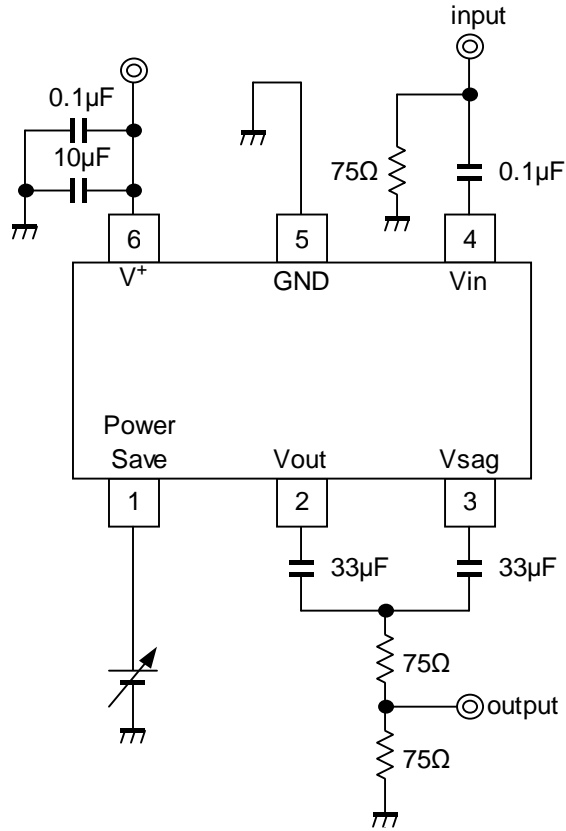 input
0.1µF
10µF
75Ω
0.1µF
6
5
4
V+
GND
Vin
Power
Save
Vout
Vsag
1
2
3
33µF
33µF
75Ω
output
75Ω